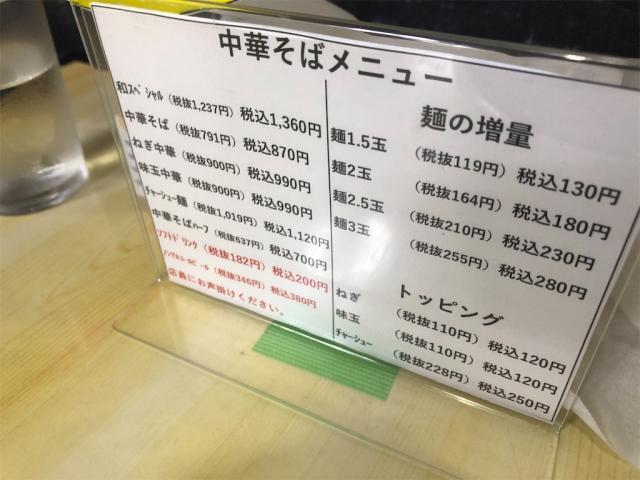 中華そばメニュー
和スペシャル（税抜1,237円）税込1,360円
中華そば（税抜791円）税込870円
ねぎ中華（税抜900円）税込990円
味玉中華（税抜900円）税込990円
チャーシュー麺（税抜1,019円）税込1,120円
中華そばハーフ（税抜637円）税込700円
ソフトドリンク（税抜182円）税込200円
ノンアルコールビール（税抜346円）税込380円
店員にお声掛けください。
麺の増量
麺1.5玉（税抜119円）税込130円
麺2玉（税抜164円）税込180円
麺2.5玉（税抜210円）税込230円
麺3玉（税抜255円）税込280円
トッピング
ねぎ（税抜110円）税込120円
味玉（税抜110円）税込120円
チャーシュー（税抜228円）税込250円